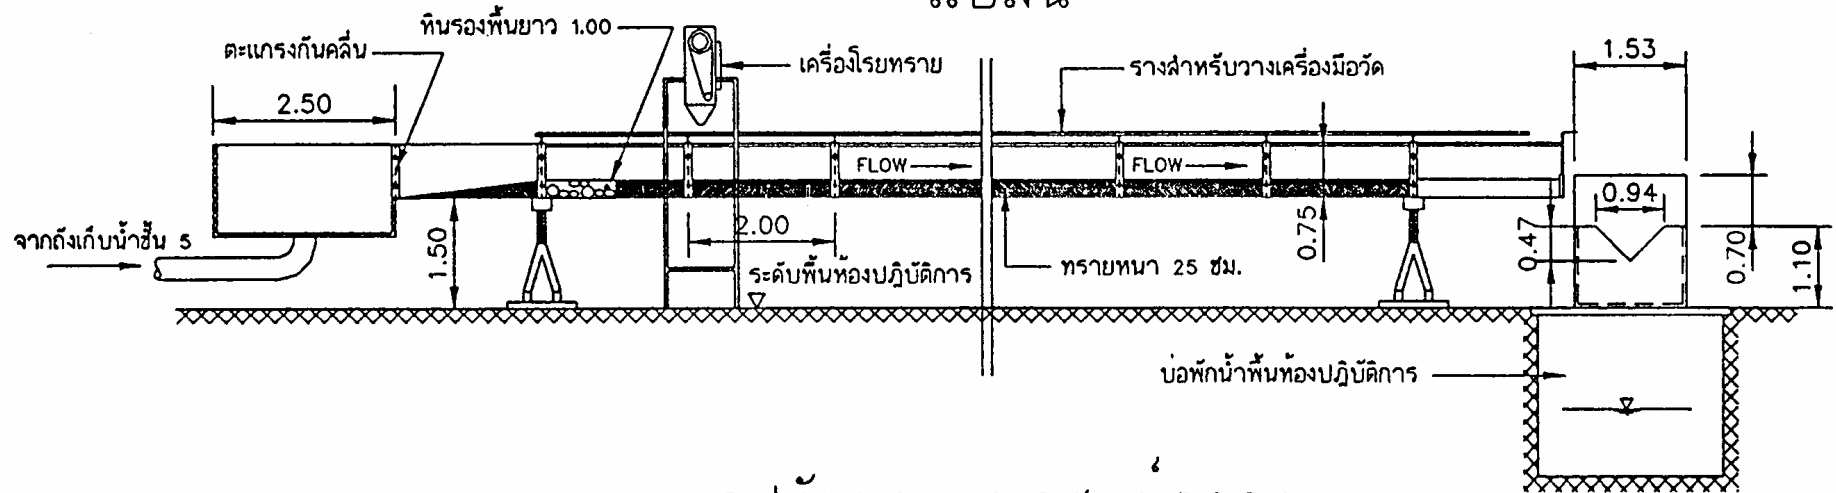 หินรองพื้นยาว 1.00
ตะแกรงกันคลื่น
เครื่องโรยทราย
รางสำหรับวางเครื่องมือวัด
1.53
2.50
FLOW
FLOW
0.94
จากถังเก็บน้ำชั้น 5
1.50
2.00
0.75
0.47
0.70
1.10
ระดับพื้นห้องปฏิบัติการ
ทรายหนา 25 ซม.
บ่อพักน้ำพื้นห้องปฏิบัติการ